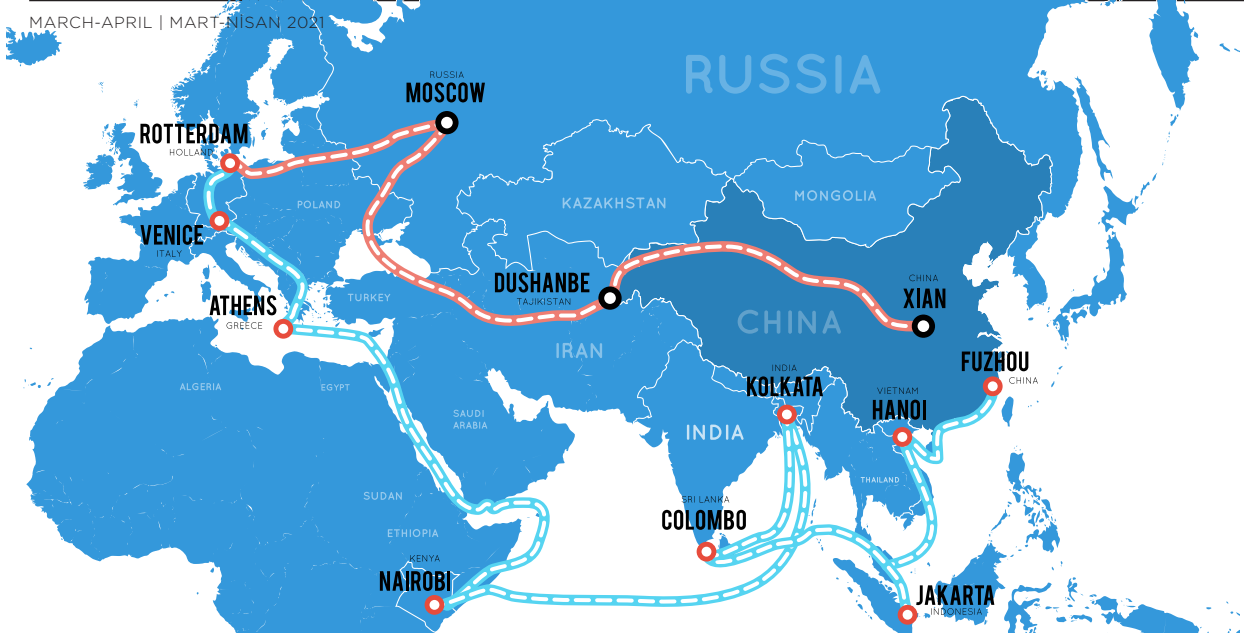 MARCH-APRIL | MART-NİSAN 2021
RUSSIA
RUSSIA
MOSCOW
ROTTERDAM
HOLLAND
MONGOLIA
KAZAKHSTAN
POLAND
VENICE
ITALY
CHINA
XIAN
DUSHANBE
TAJIKISTAN
TURKEY
ATHENS
GREECE
CHINA
IRAN
FUZHOU
CHINA
INDIA
KOLKATA
ALGERIA
EGYPT
VIETNAM
HANOI
SAUDI
ARABIA
INDIA
THAILAND
SUDAN
SRI LANKA
COLOMBO
ETHIOPIA
KENYA
NAIROBI
JAKARTA
INDONESIA